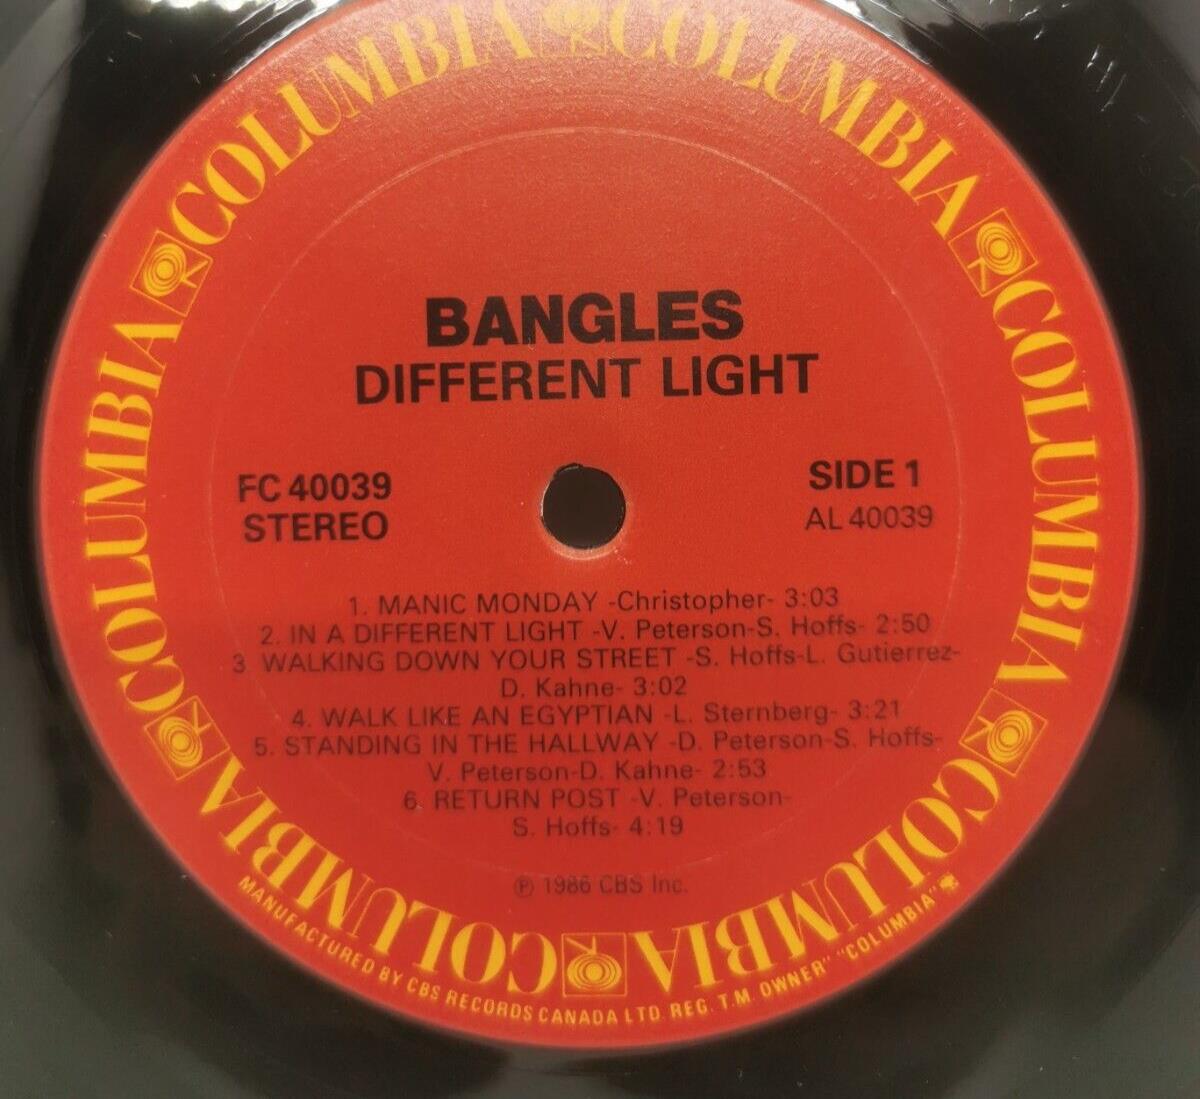 COLUMBIA COLUMBIA COLUMBIA COLUMBIA COLUMBIA COLUMBIA COLUMBIA COLUMBIA
BANGLES
DIFFERENT LIGHT
FC 40039
STEREO
SIDE 1
AL 40039
1. MANIC MONDAY -Christopher- 3:03
2. IN A DIFFERENT LIGHT -V. Peterson-S. Hoffs- 2:50
3 WALKING DOWN YOUR STREET -S. Hoffs-L. Gutierrez-
D. Kahne- 3:02
4. WALK LIKE AN EGYPTIAN -L. Sternberg- 3:21
5. STANDING IN THE HALLWAY -D. Peterson-S. Hoffs-
V. Peterson-D. Kahne- 2:53
6. RETURN POST -V. Peterson-
S. Hoffs- 4:19
℗ 1986 CBS Inc.
MANUFACTURED BY CBS RECORDS CANADA LTD. REG. T.M. OWNER" "COLUMBIA"